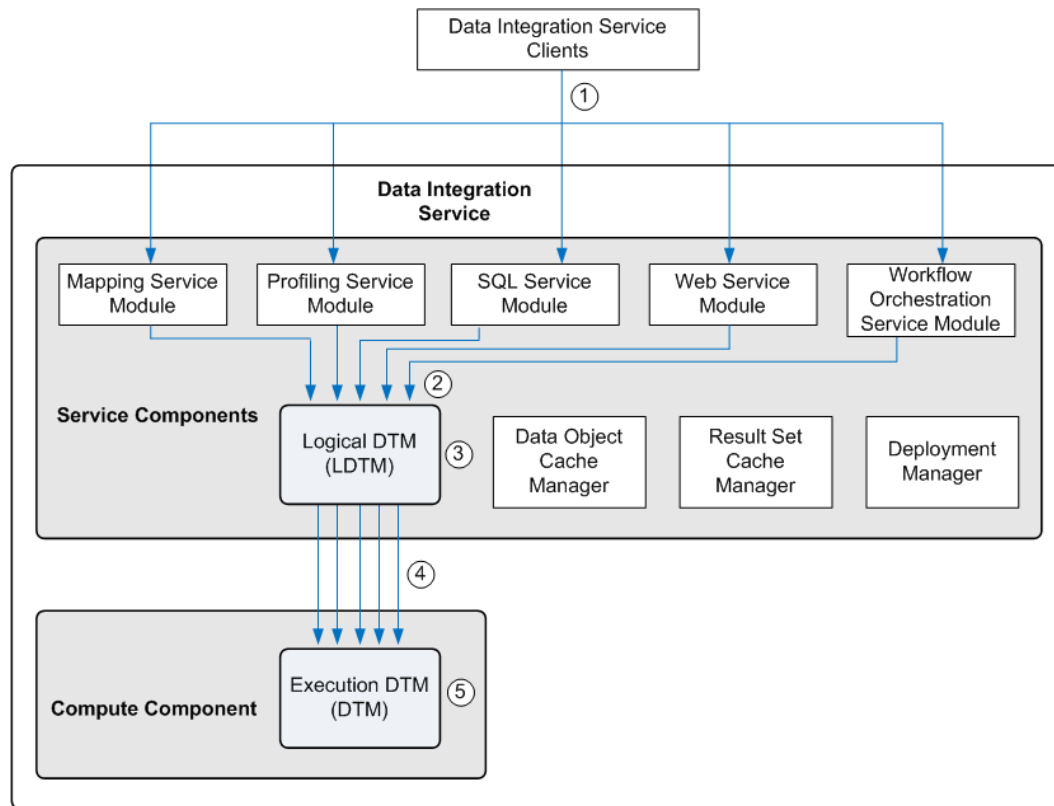 Data Integration Service
Clients
1
Data Integration
Service
Mapping Service
Module
Profiling Service
Module
SQL Service
Module
Web Service
Module
Workflow
Orchestration
Service Module
2
Service Components
Logical DTM
(LDTM)
3
Data Object
Cache
Manager
Result Set
Cache
Manager
Deployment
Manager
4
Compute Component
Execution DTM
(DTM)
5